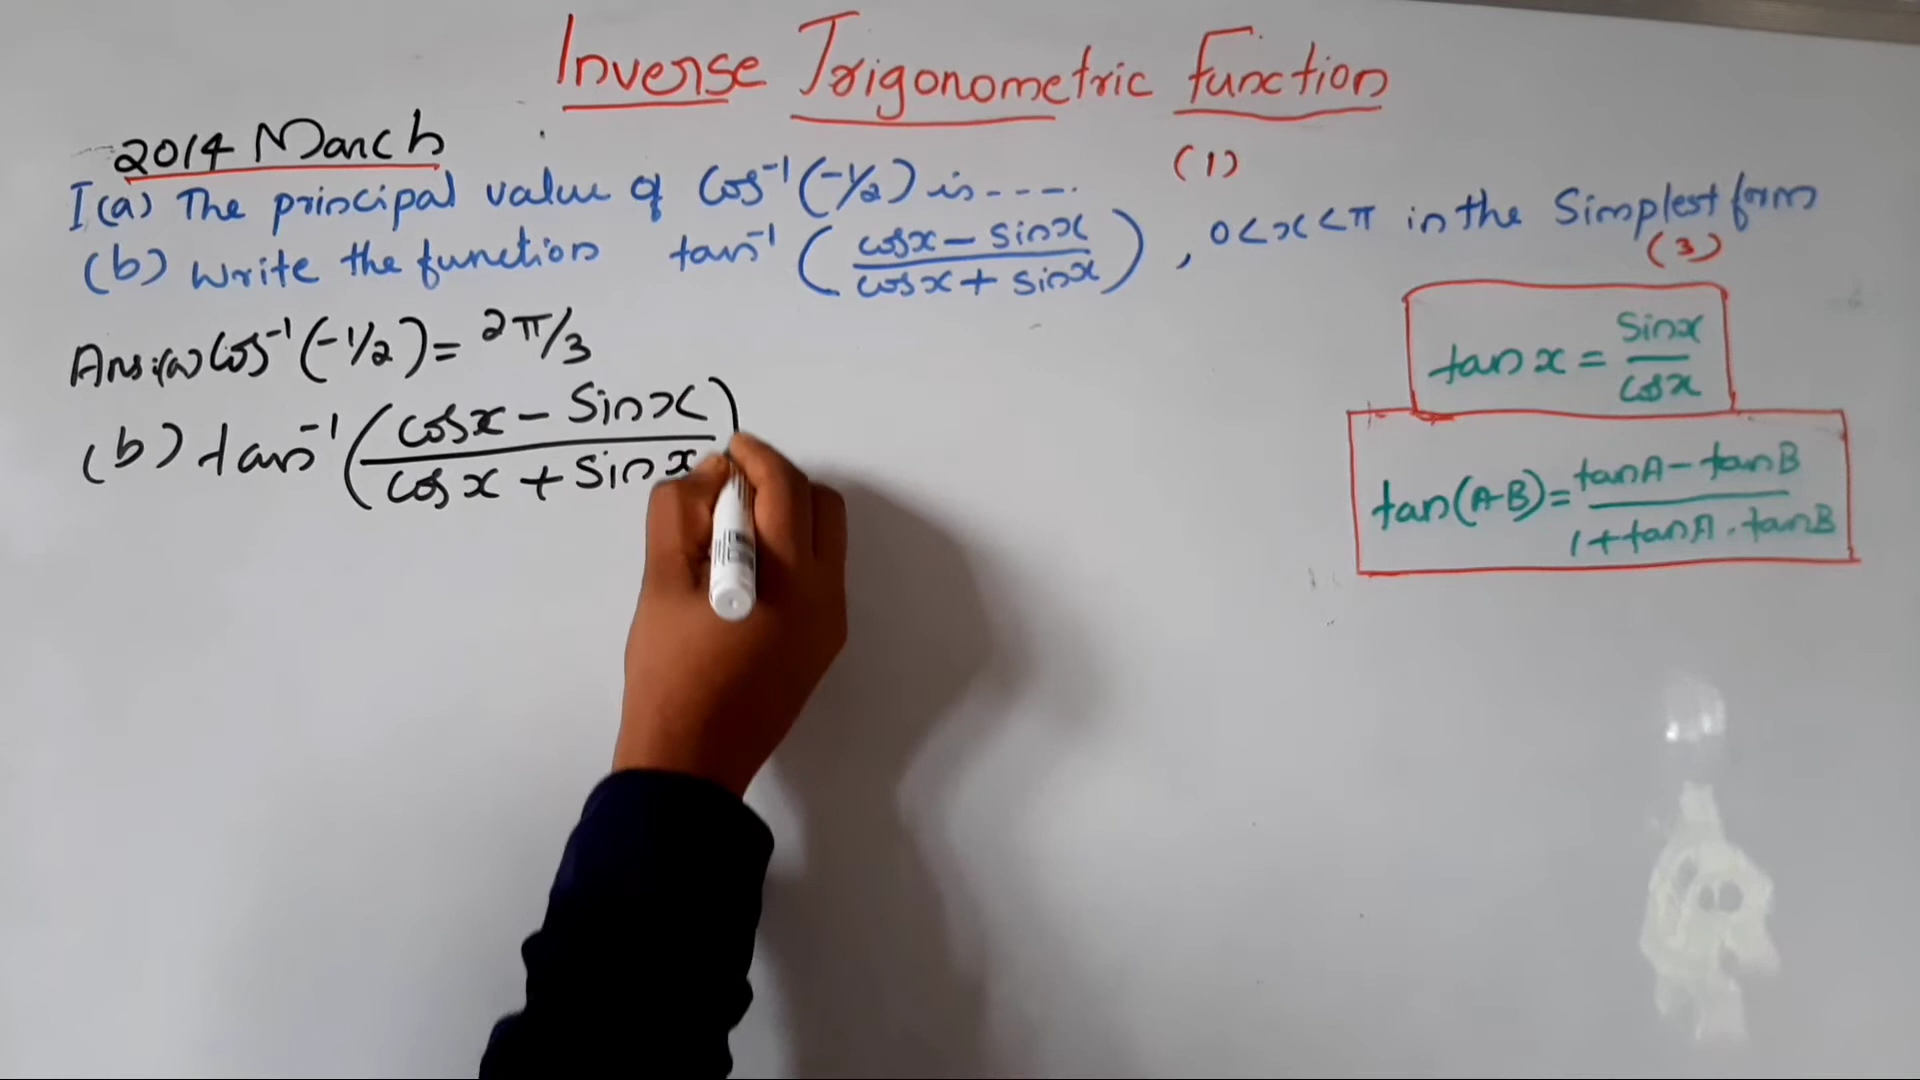 Inverse Trigonometric Function
2014 March
(1)
I(a) The principal value of Cos⁻¹(-1/2) is ----.
(b) Write the function tan⁻¹ (cosx - sinx / cosx + sinx), 0<x<π in the Simplest form
(3)
Ans:(a) Cos⁻¹(-1/2) = 2π/3
(b) tan⁻¹ (cosx - sinx / cosx + sinx)
tan x = sinx / cosx
tan(A-B) = tanA - tanB / 1+tanA.tanB